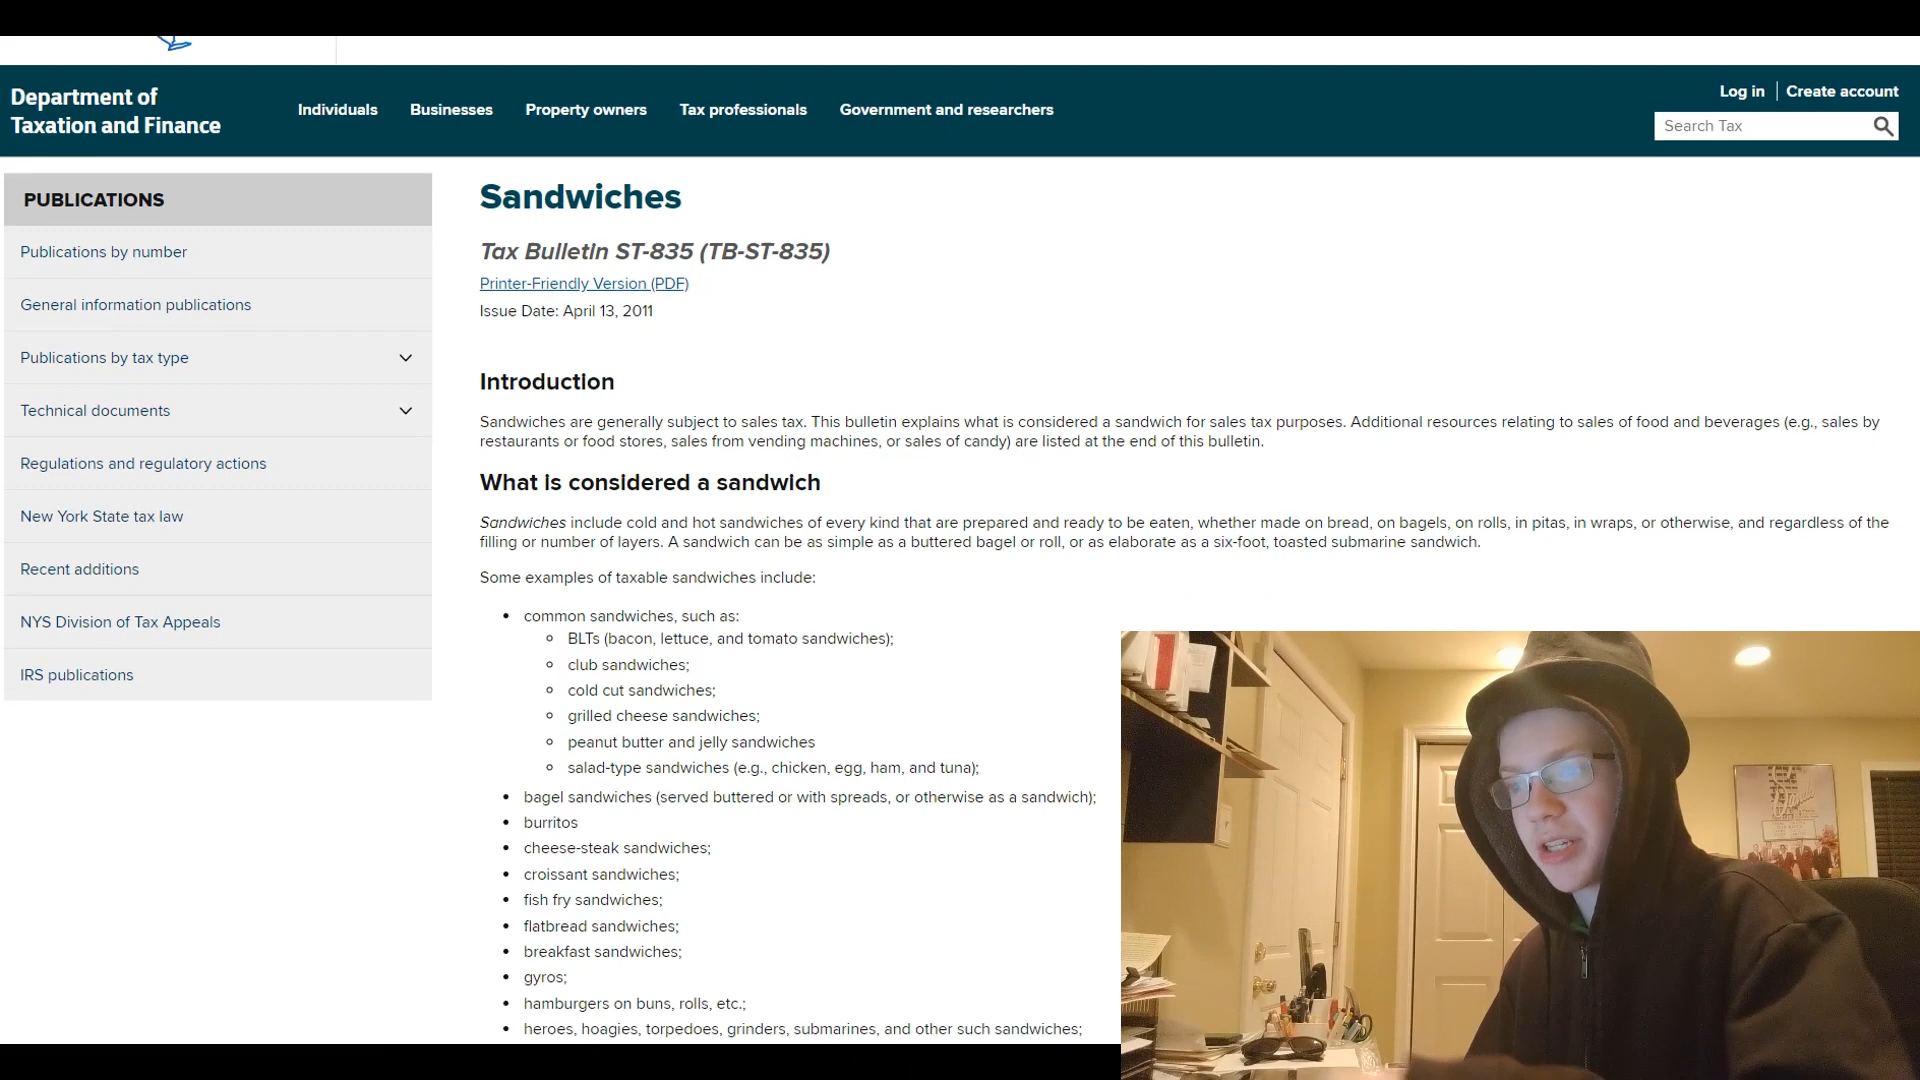 Department of
Taxation and Finance
Individuals
Businesses
Property owners
Tax professionals
Government and researchers
Log in
Create account
Search Tax
PUBLICATIONS
Publications by number
General information publications
Publications by tax type
Technical documents
Regulations and regulatory actions
New York State tax law
Recent additions
NYS Division of Tax Appeals
IRS publications
Sandwiches
Tax Bulletin ST-835 (TB-ST-835)
Printer-Friendly Version (PDF)
Issue Date: April 13, 2011
Introduction
Sandwiches are generally subject to sales tax. This bulletin explains what is considered a sandwich for sales tax purposes. Additional resources relating to sales of food and beverages (e.g., sales by
restaurants or food stores, sales from vending machines, or sales of candy) are listed at the end of this bulletin.
What is considered a sandwich
Sandwiches include cold and hot sandwiches of every kind that are prepared and ready to be eaten, whether made on bread, on bagels, on rolls, in pitas, in wraps, or otherwise, and regardless of the
filling or number of layers. A sandwich can be as simple as a buttered bagel or roll, or as elaborate as a six-foot, toasted submarine sandwich.
Some examples of taxable sandwiches include:
common sandwiches, such as:
BLTs (bacon, lettuce, and tomato sandwiches);
club sandwiches;
cold cut sandwiches;
grilled cheese sandwiches;
peanut butter and jelly sandwiches
salad-type sandwiches (e.g., chicken, egg, ham, and tuna);
bagel sandwiches (served buttered or with spreads, or otherwise as a sandwich);
burritos
cheese-steak sandwiches;
croissant sandwiches;
fish fry sandwiches;
flatbread sandwiches;
breakfast sandwiches;
gyros;
hamburgers on buns, rolls, etc.;
heroes, hoagies, torpedoes, grinders, submarines, and other such sandwiches;